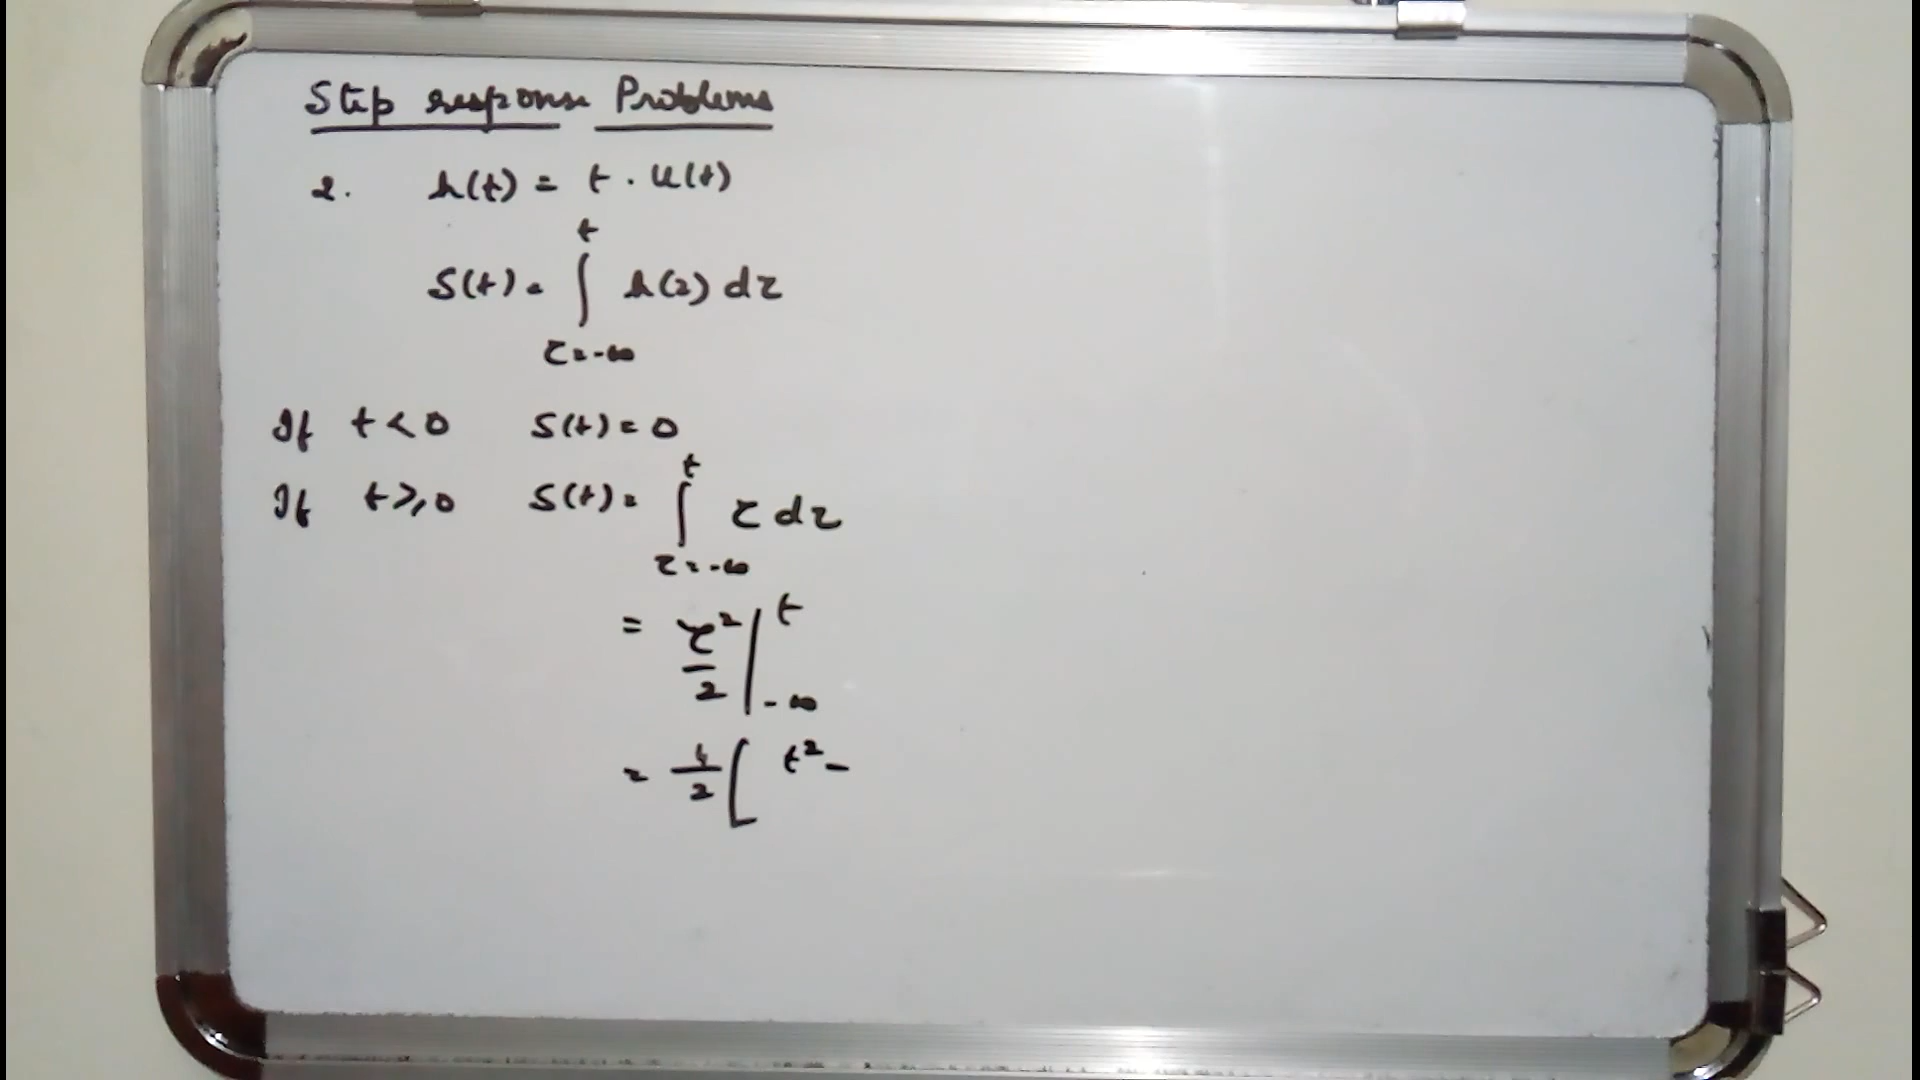 Step response Problems
2. h(t) = t . u(t)
S(t) = ∫_{τ=-∞}^{t} h(τ) dτ
If t < 0 S(t) = 0
If t ≥ 0 S(t) = ∫_{τ=-∞}^{t} τ dτ
= τ²/2 |_{-∞}^{t}
= 1/2 [ t² -